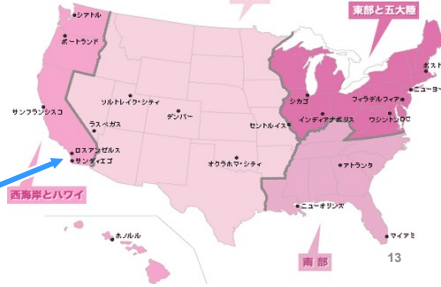 東部と五大陸
シアトル
ポートランド
ボスト
ニューヨー
シカゴ
フィラデルフィア
サンフランシスコ
ソルトレイク・シティ
デンバー
インディアナポリス
ワシントンDC
ラスベガス
セントルイス
ロスアンゼルス
サンディエゴ
オクラホマ・シティ
アトランタ
西海岸とハワイ
ニューオリンズ
ホノルル
南部
マイアミ
13